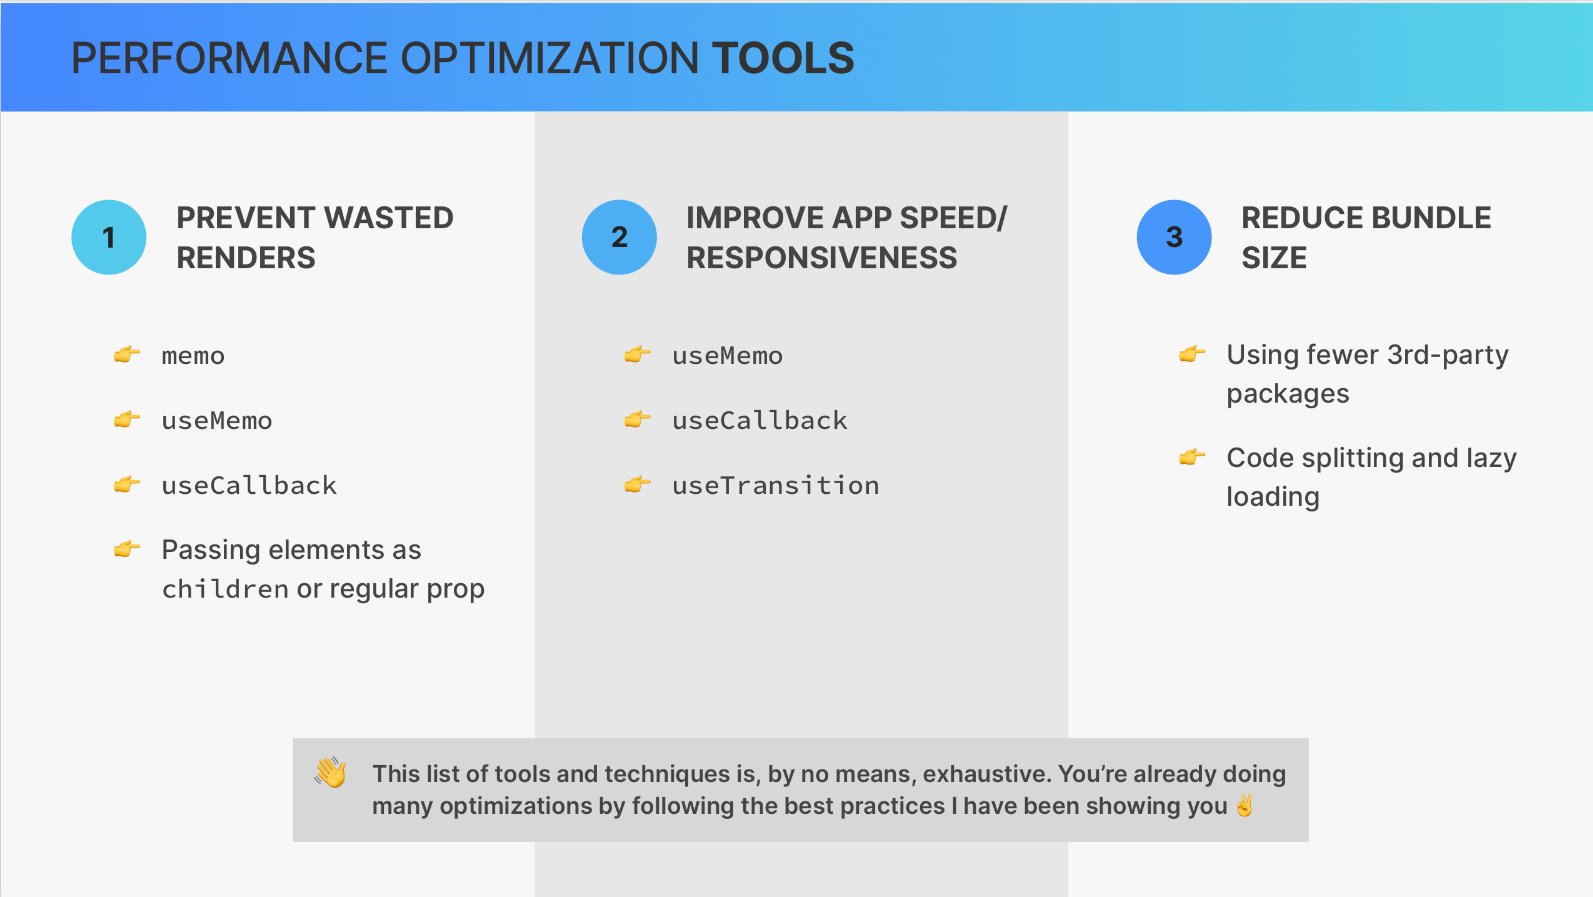 PERFORMANCE OPTIMIZATION TOOLS
1
PREVENT WASTED
RENDERS
👉 memo
👉 useMemo
👉 useCallback
👉 Passing elements as
children or regular prop
2
IMPROVE APP SPEED/
RESPONSIVENESS
👉 useMemo
👉 useCallback
👉 useTransition
3
REDUCE BUNDLE
SIZE
👉 Using fewer 3rd-party
packages
👉 Code splitting and lazy
loading
👋 This list of tools and techniques is, by no means, exhaustive. You’re already doing
many optimizations by following the best practices I have been showing you ✌️